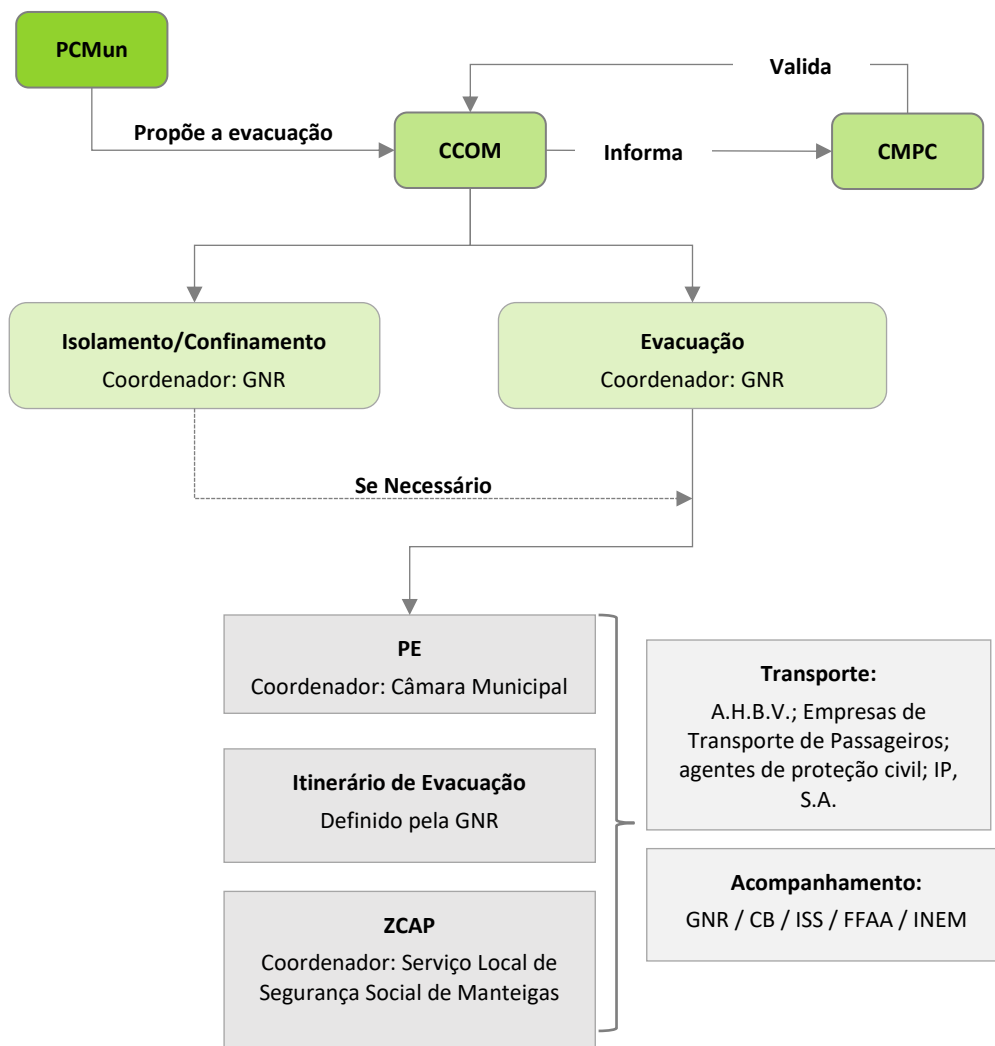 PCMun
Valida
Propõe a evacuação
CCOM
Informa
CMPC
Isolamento/Confinamento
Coordenador: GNR
Evacuação
Coordenador: GNR
Se Necessário
PE
Coordenador: Câmara Municipal
Itinerário de Evacuação
Definido pela GNR
ZCAP
Coordenador: Serviço Local de
Segurança Social de Manteigas
Transporte:
A.H.B.V.; Empresas de
Transporte de Passageiros;
agentes de proteção civil; IP,
S.A.
Acompanhamento:
GNR / CB / ISS / FFAA / INEM